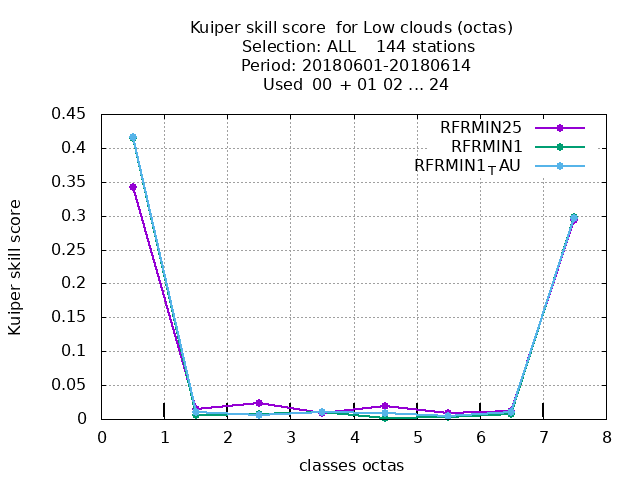 Kuiper skill score  for Low clouds (octas)
Selection: ALL    144 stations
Period: 20180601-20180614
Used  00  + 01 02 ... 24
RFRMIN25
RFRMIN1
RFRMIN1TAU
0.45
0.4
0.35
0.3
0.25
0.2
0.15
0.1
0.05
0
Kuiper skill score
0 1 2 3 4 5 6 7 8
classes octas